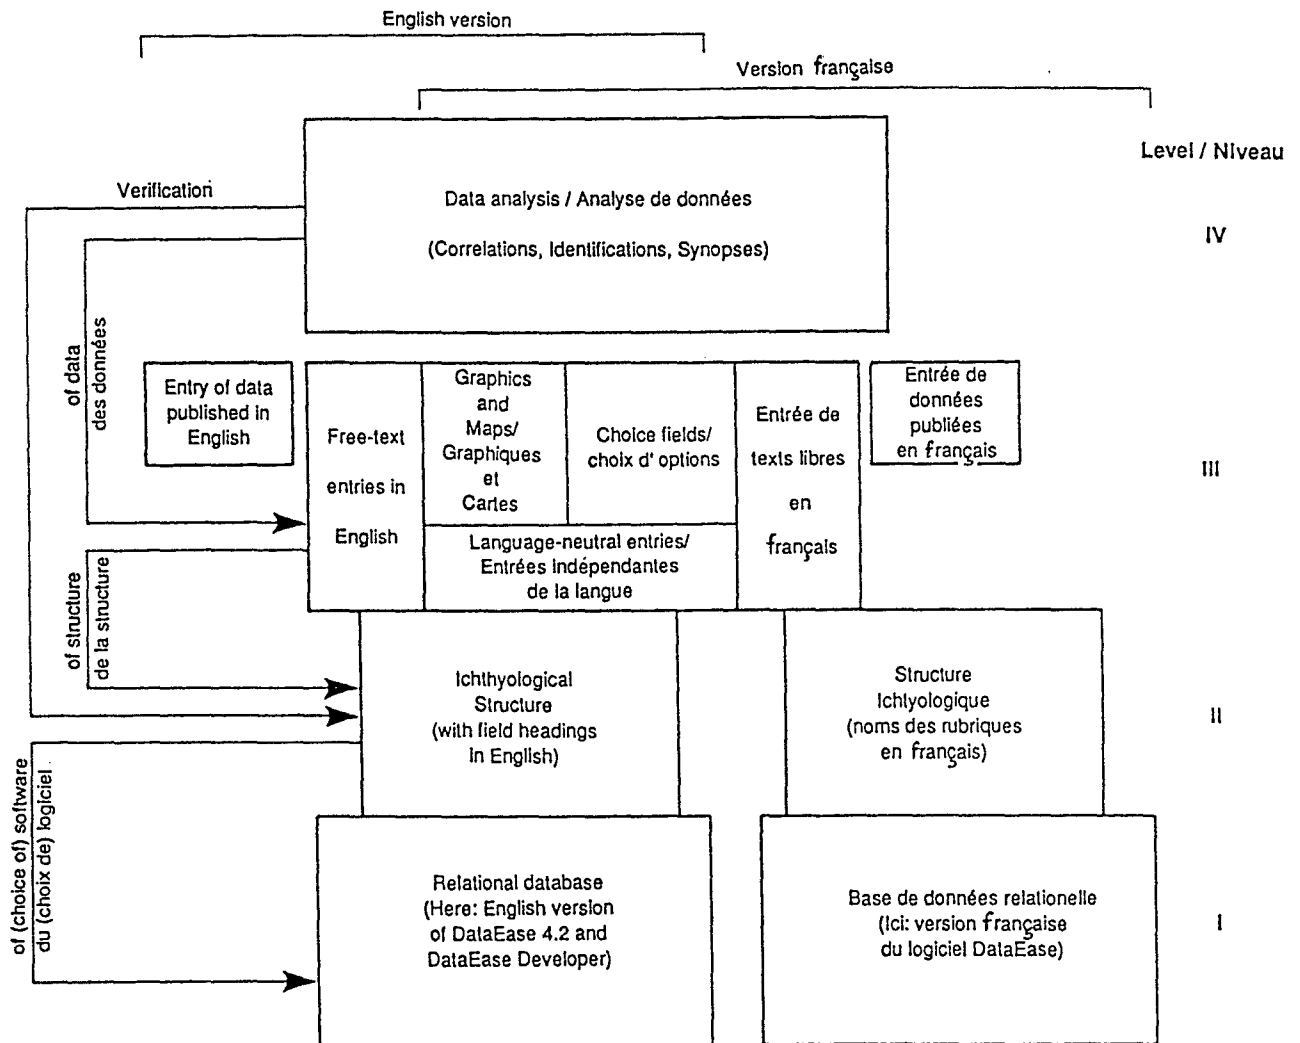 English version
Version française
Level / Niveau
Verification
Data analysis / Analyse de données
(Correlations, Identifications, Synopses)
IV
of data
des données
Entry of data
published in
English
Free-text
entries in
English
Graphics
and
Maps/
Graphiques
et
Cartes
Choice fields/
choix d' options
Language-neutral entries/
Entrées indépendantes
de la langue
Entrée de
texts libres
en
français
Entrée de
données
publiées
en français
III
of structure
de la structure
Ichthyological
Structure
(with field headings
in English)
Structure
Ichtyologique
(noms des rubriques
en français)
II
of (choice of) software
du (choix de) logiciel
Relational database
(Here: English version
of DataEase 4.2 and
DataEase Developer)
Base de données relationelle
(Ici: version française
du logiciel DataEase)
I